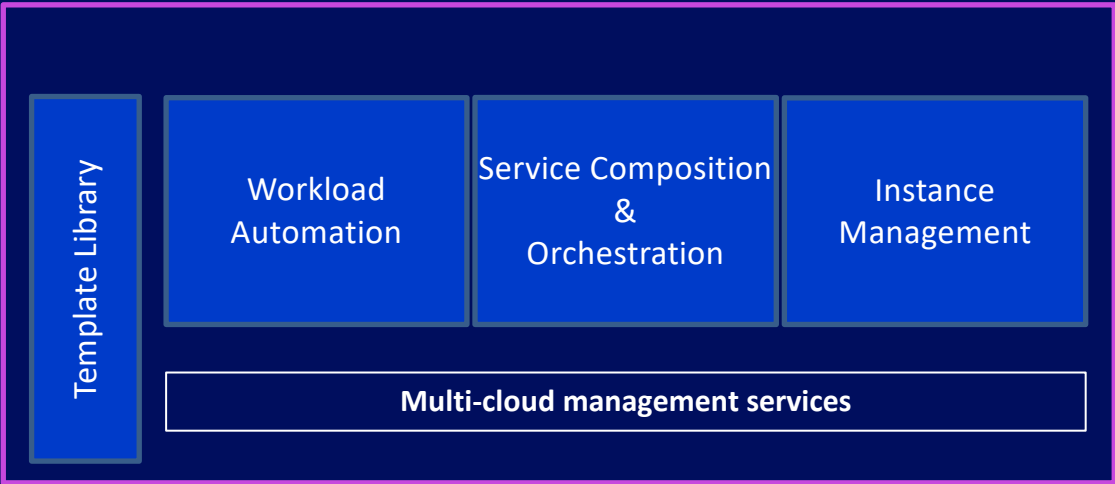 Template Library
Workload
Automation
Service Composition
&
Orchestration
Instance
Management
Multi-cloud management services